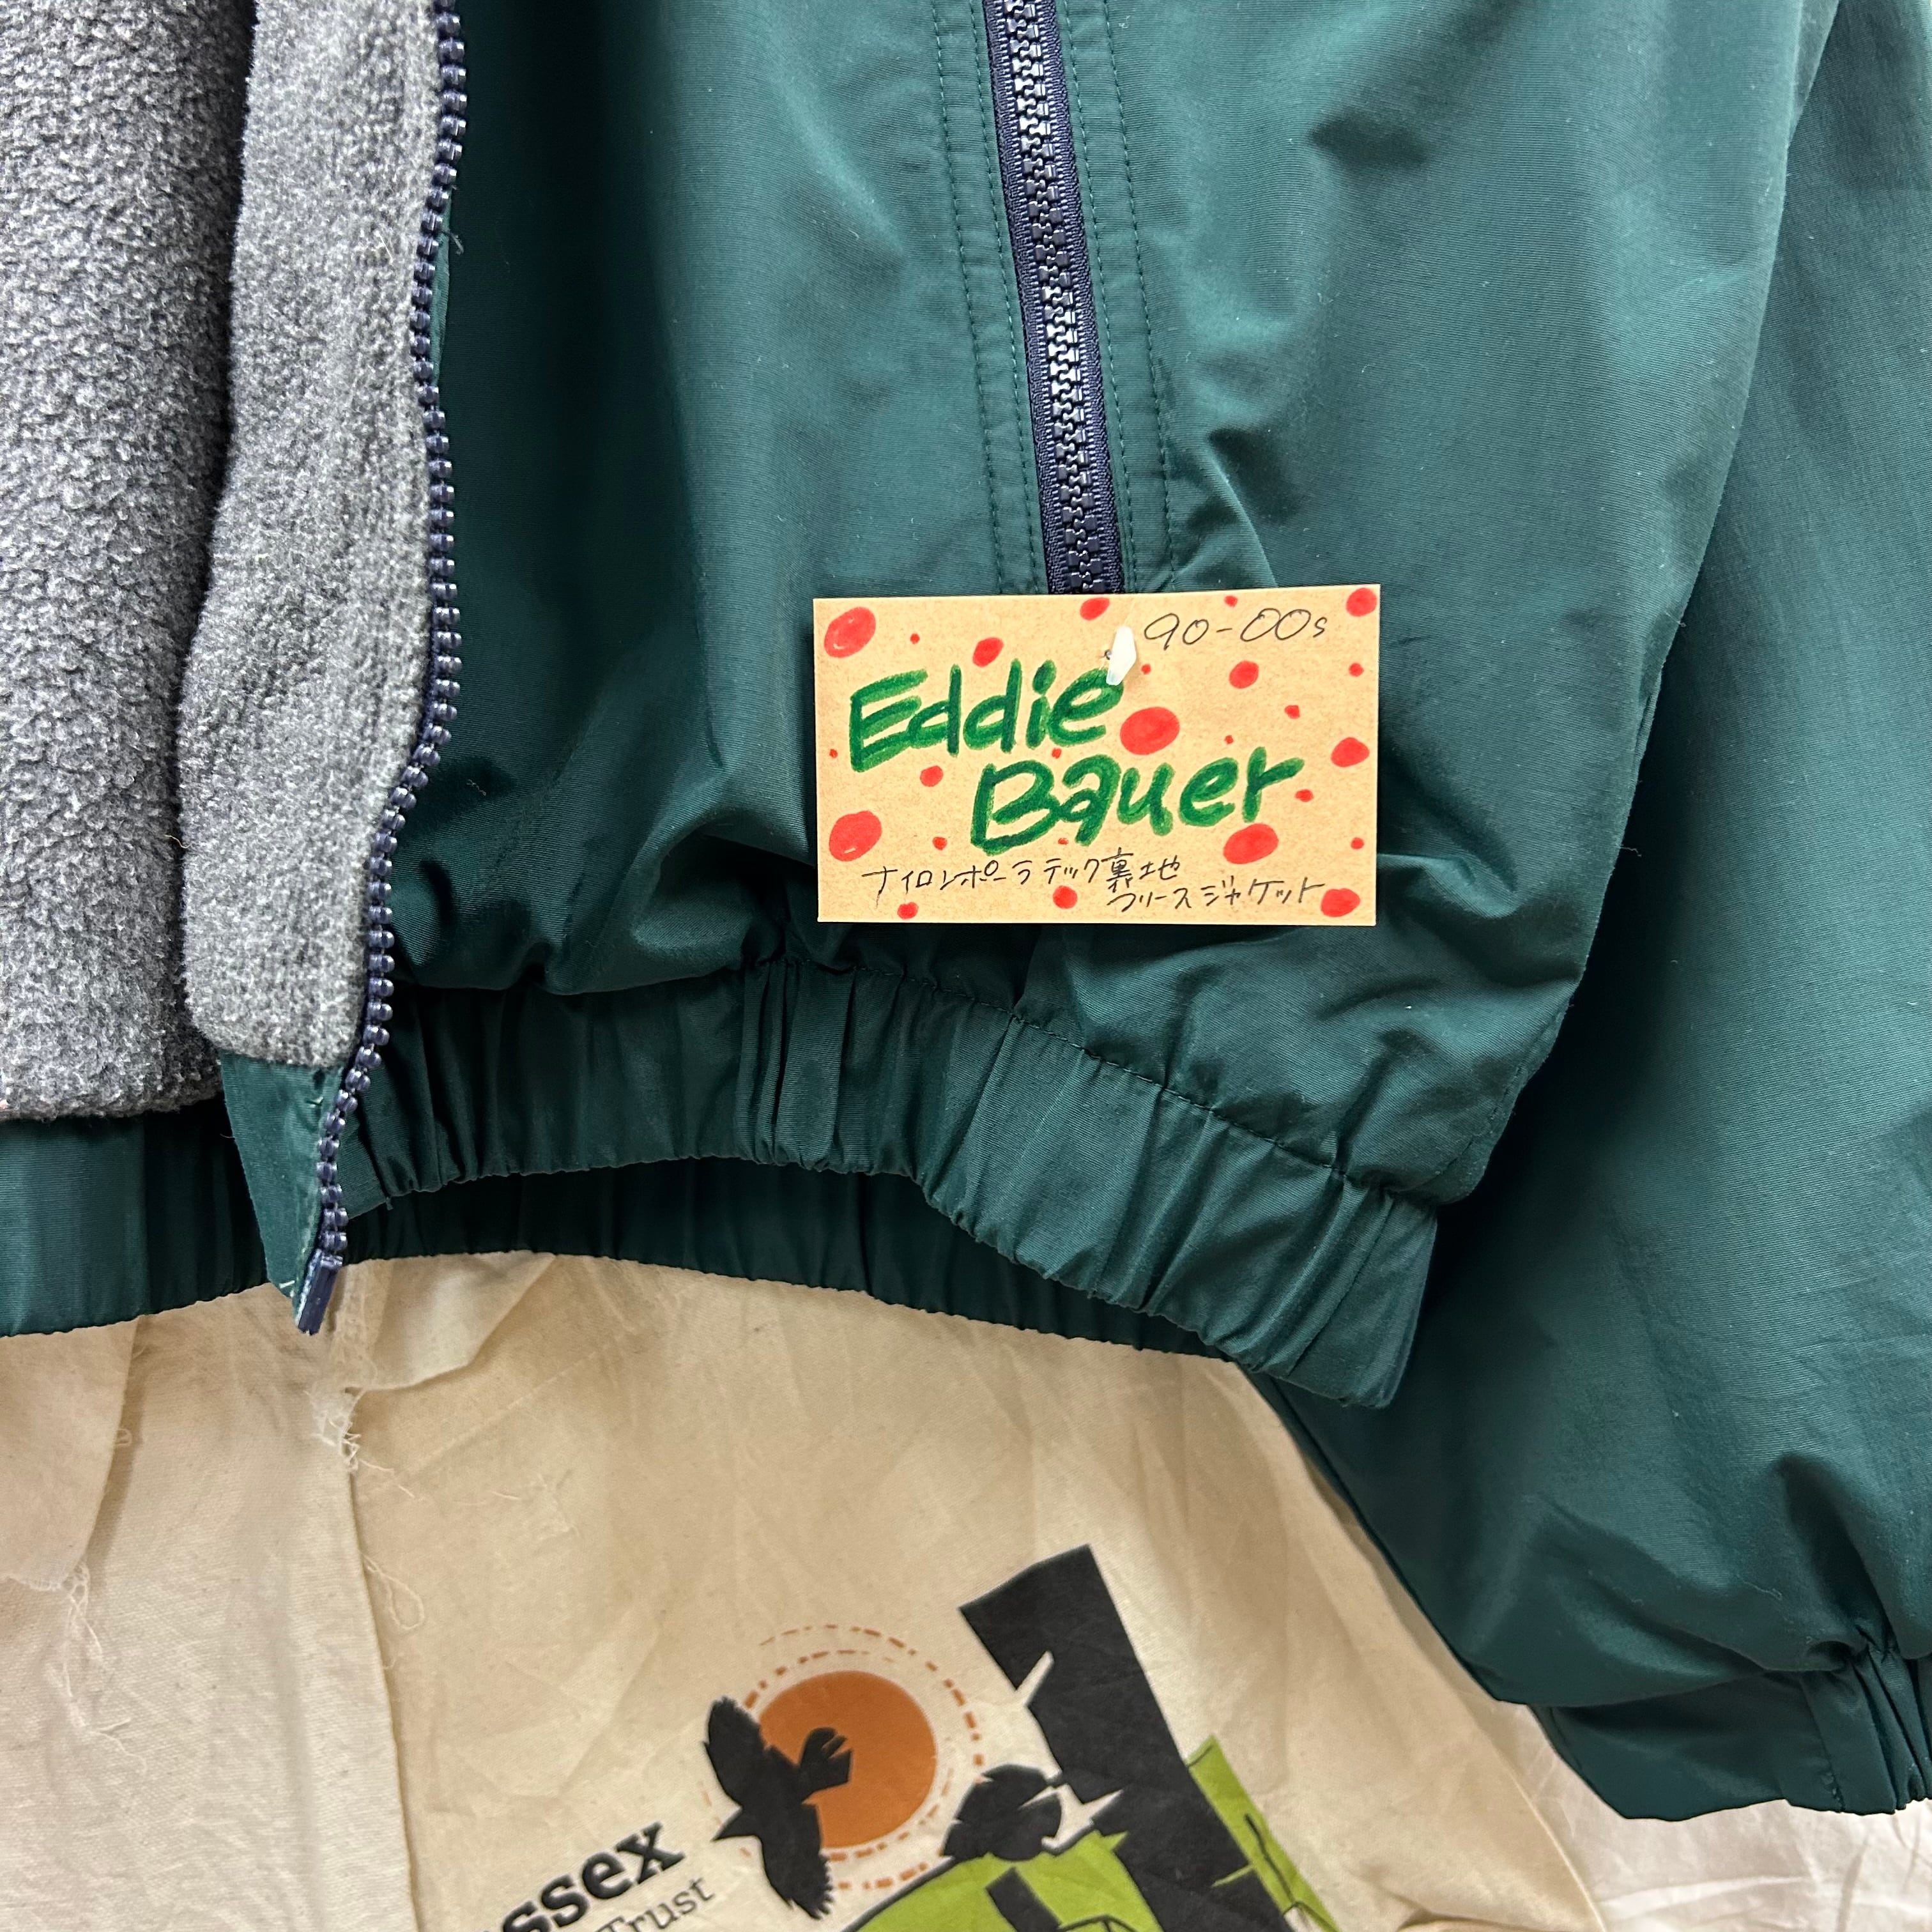 90-00s
Eddie
Bauer
ナイロンポーラテック裏地
フリースジャケット
ssex
Trust